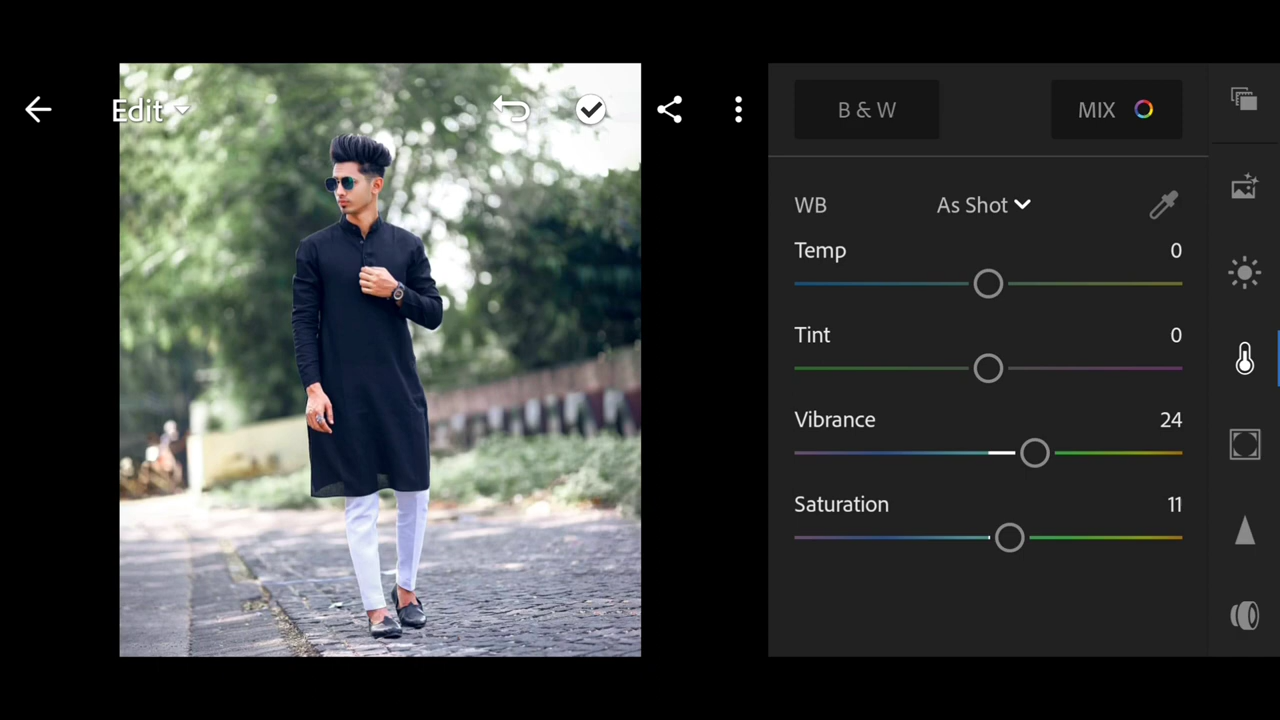 Edit
B & W
MIX
WB
As Shot
Temp 0
Tint 0
Vibrance 24
Saturation 11